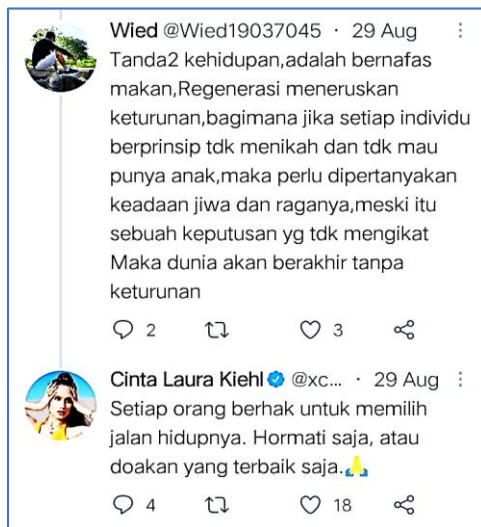 Wied @Wied19037045 · 29 Aug
Tanda2 kehidupan,adalah bernafas
makan,Regenerasi meneruskan
keturunan,bagimana jika setiap individu
berprinsip tdk menikah dan tdk mau
punya anak,maka perlu dipertanyakan
keadaan jiwa dan raganya,meski itu
sebuah keputusan yg tdk mengikat
Maka dunia akan berakhir tanpa
keturunan
2 3
Cinta Laura Kiehl @xc... · 29 Aug
Setiap orang berhak untuk memilih
jalan hidupnya. Hormati saja, atau
doakan yang terbaik saja.🙏
4 18